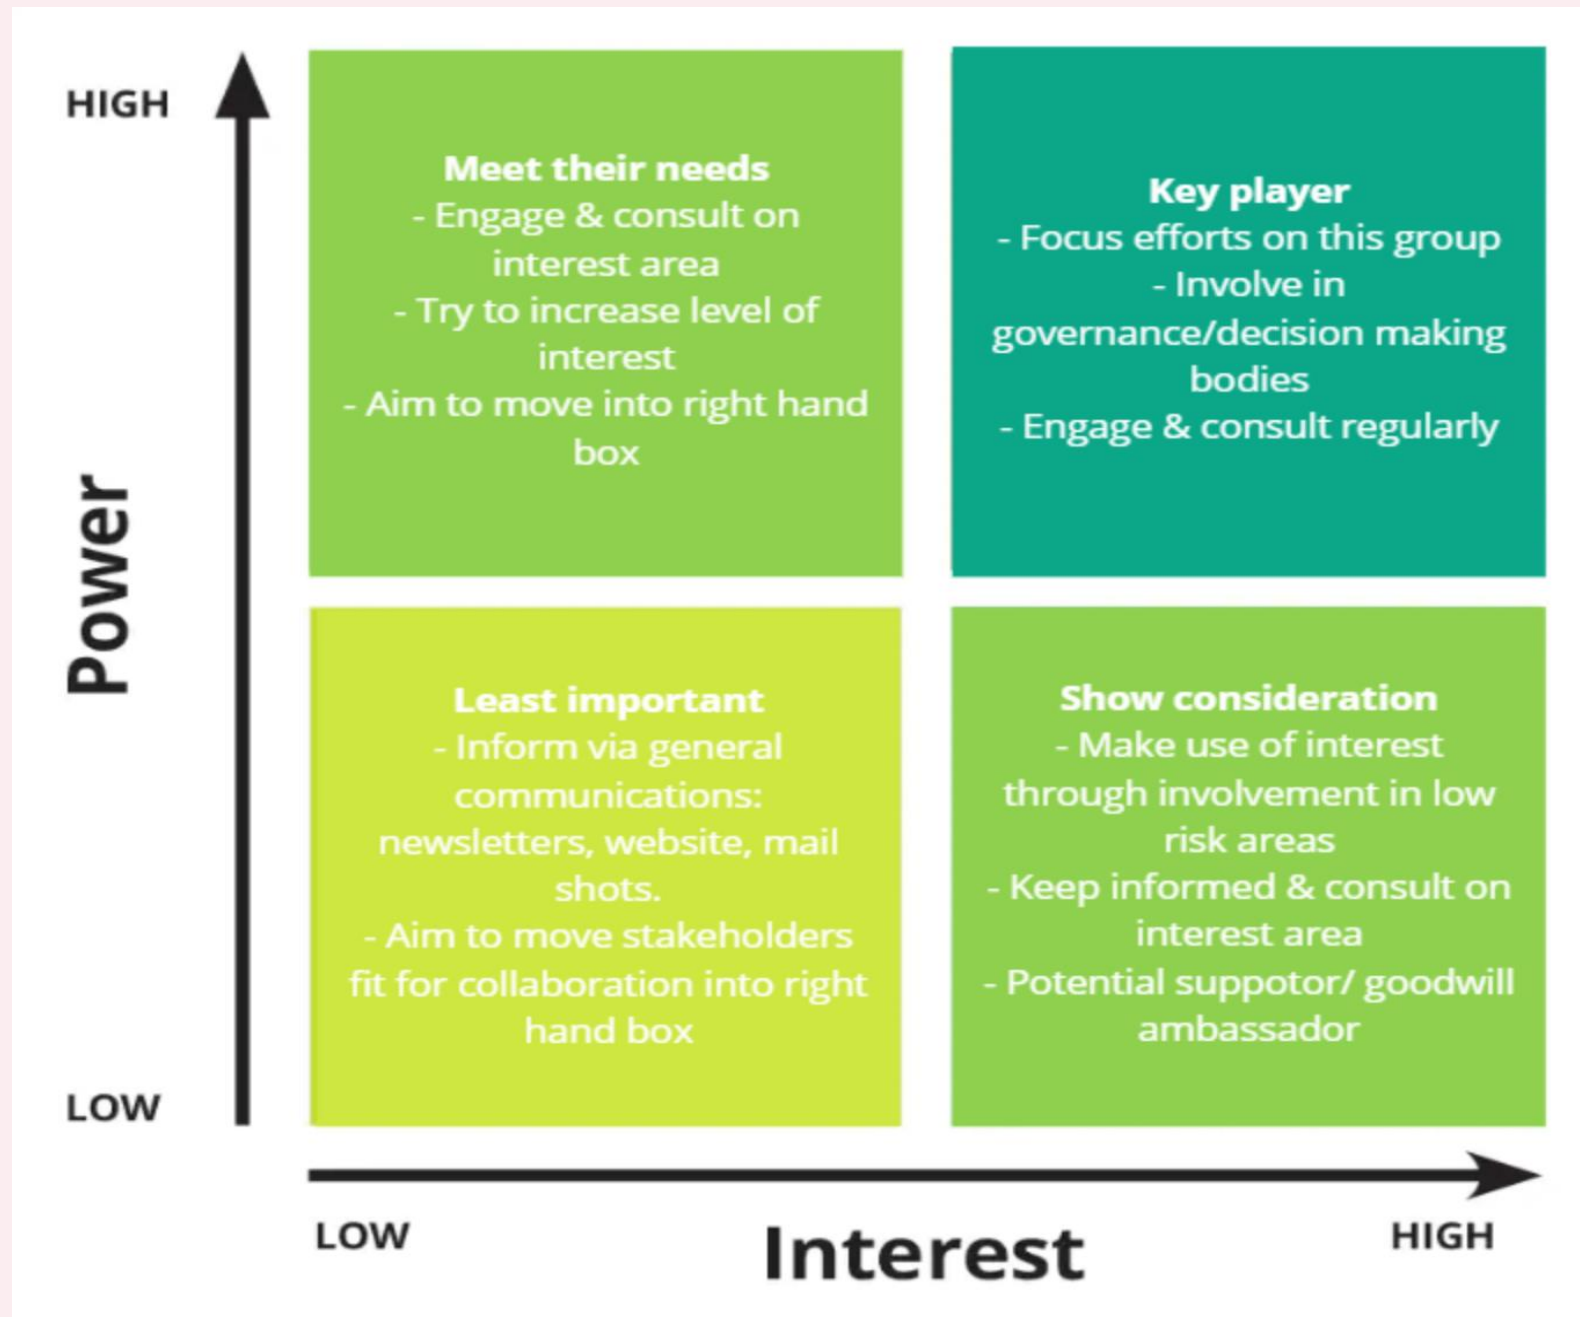 HIGH
Power
LOW
Meet their needs
- Engage & consult on
interest area
- Try to increase level of
interest
- Aim to move into right hand
box
Key player
- Focus efforts on this group
- Involve in
governance/decision making
bodies
- Engage & consult regularly
Least important
- Inform via general
communications:
newsletters, website, mail
shots.
- Aim to move stakeholders
fit for collaboration into right
hand box
Show consideration
- Make use of interest
through involvement in low
risk areas
- Keep informed & consult on
interest area
- Potential suppotor/ goodwill
ambassador
LOW
Interest
HIGH